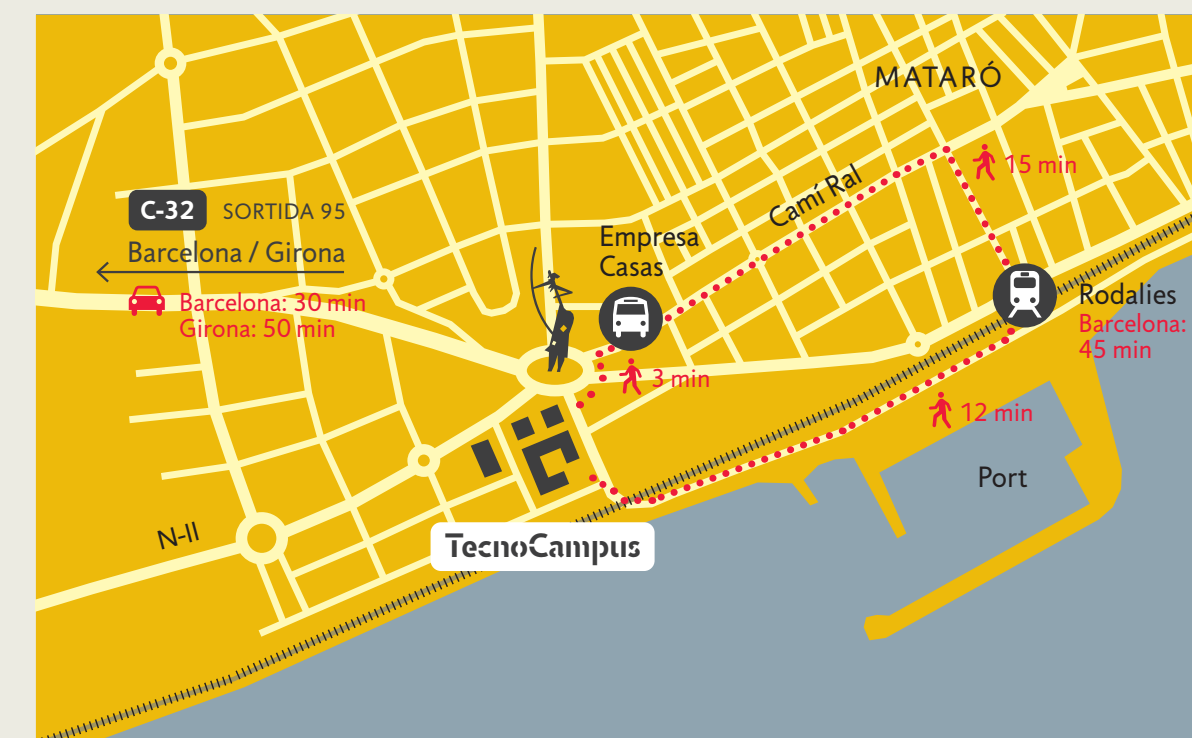 MATARÓ
15 min
Camí Ral
C-32 SORTIDA 95
Barcelona / Girona
Barcelona: 30 min
Girona: 50 min
Empresa
Casas
3 min
Rodalies
Barcelona:
45 min
12 min
Port
N-II
TecnoCampus